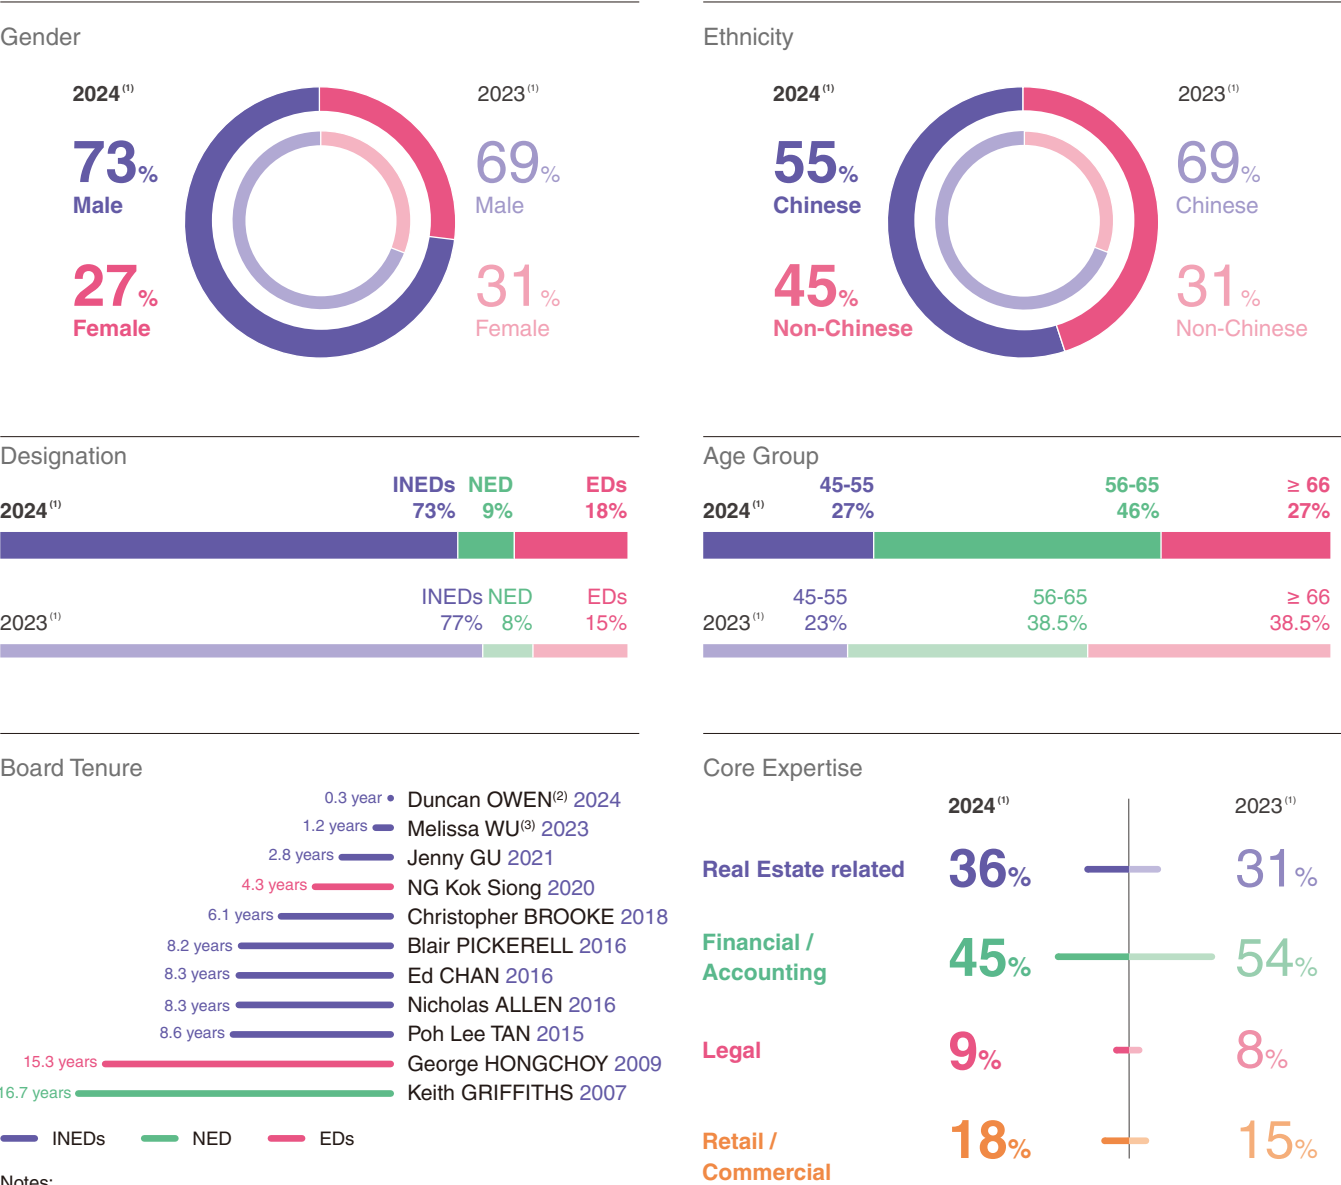 Gender
2024 (1)
2023 (1)
73%
Male
69%
Male
27%
Female
31%
Female
Ethnicity
2024 (1)
2023 (1)
55%
Chinese
69%
Chinese
45%
Non-Chinese
31%
Non-Chinese
Designation
INEDs NED EDs
2024 (1) 73% 9% 18%
INEDs NED EDs
2023 (1) 77% 8% 15%
Age Group
45-55 56-65 ≥ 66
2024 (1) 27% 46% 27%
45-55 56-65 ≥ 66
2023 (1) 23% 38.5% 38.5%
Board Tenure
0.3 year Duncan OWEN(2) 2024
1.2 years Melissa WU(3) 2023
2.8 years Jenny GU 2021
4.3 years NG Kok Siong 2020
6.1 years Christopher BROOKE 2018
8.2 years Blair PICKERELL 2016
8.3 years Ed CHAN 2016
8.3 years Nicholas ALLEN 2016
8.6 years Poh Lee TAN 2015
15.3 years George HONGCHOY 2009
16.7 years Keith GRIFFITHS 2007
INEDs NED EDs
Notes:
Core Expertise
2024 (1) 2023 (1)
Real Estate related 36% 31%
Financial /
Accounting 45% 54%
Legal 9% 8%
Retail /
Commercial 18% 15%